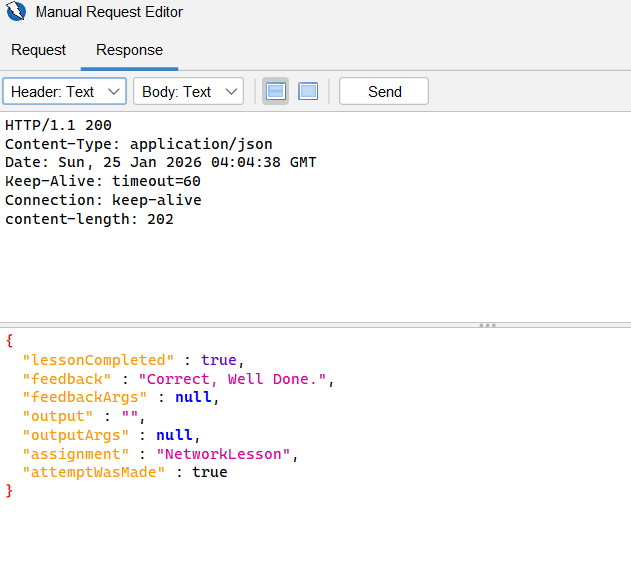 Manual Request Editor
Request Response
Header: Text Body: Text Send
HTTP/1.1 200
Content-Type: application/json
Date: Sun, 25 Jan 2026 04:04:38 GMT
Keep-Alive: timeout=60
Connection: keep-alive
content-length: 202
{
  "lessonCompleted" : true,
  "feedback" : "Correct, Well Done.",
  "feedbackArgs" : null,
  "output" : "",
  "outputArgs" : null,
  "assignment" : "NetworkLesson",
  "attemptWasMade" : true
}